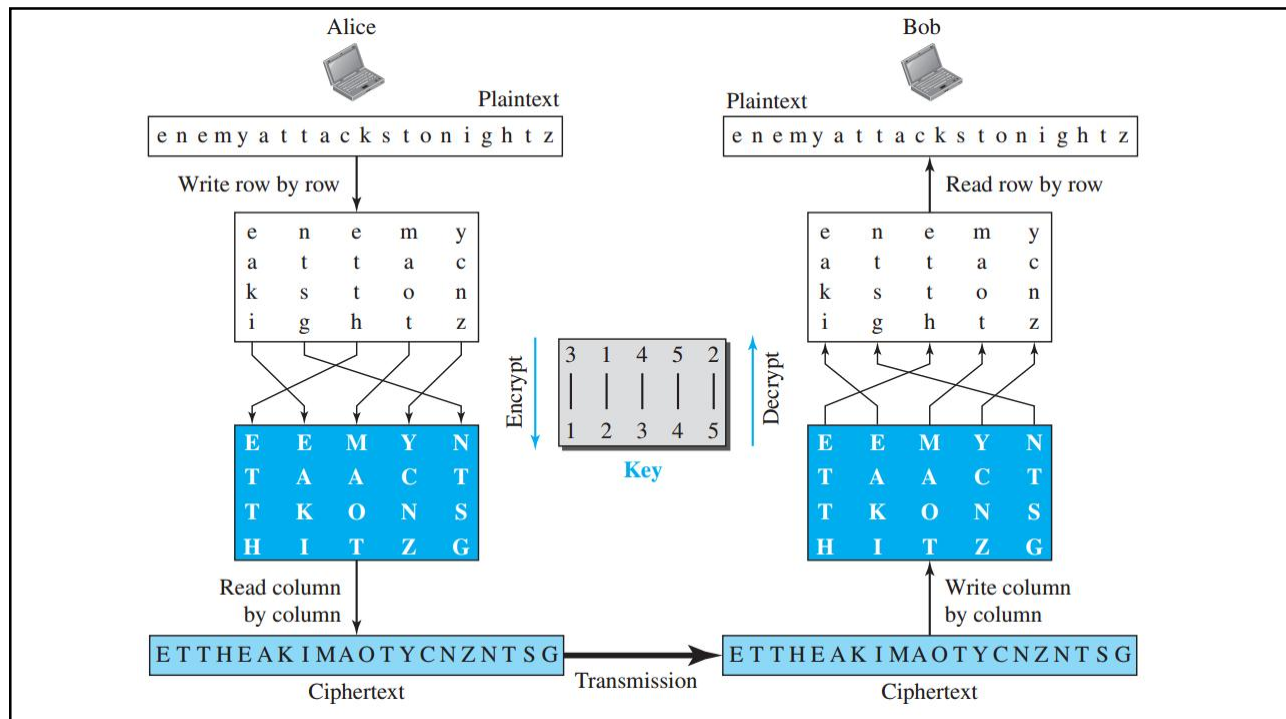 Alice
Plaintext
e n e m y a t t a c k s t o n i g h t z
Write row by row
e n e m y
a t t a c
k s t o n
i g h t z
E E M Y N
T A A C T
T K O N S
H I T Z G
Read column
by column
E T T H E A K I M A O T Y C N Z N T S G
Ciphertext
Encrypt
3 1 4 5 2
1 2 3 4 5
Key
Decrypt
Transmission
Bob
Plaintext
e n e m y a t t a c k s t o n i g h t z
Read row by row
e n e m y
a t t a c
k s t o n
i g h t z
E E M Y N
T A A C T
T K O N S
H I T Z G
Write column
by column
E T T H E A K I M A O T Y C N Z N T S G
Ciphertext